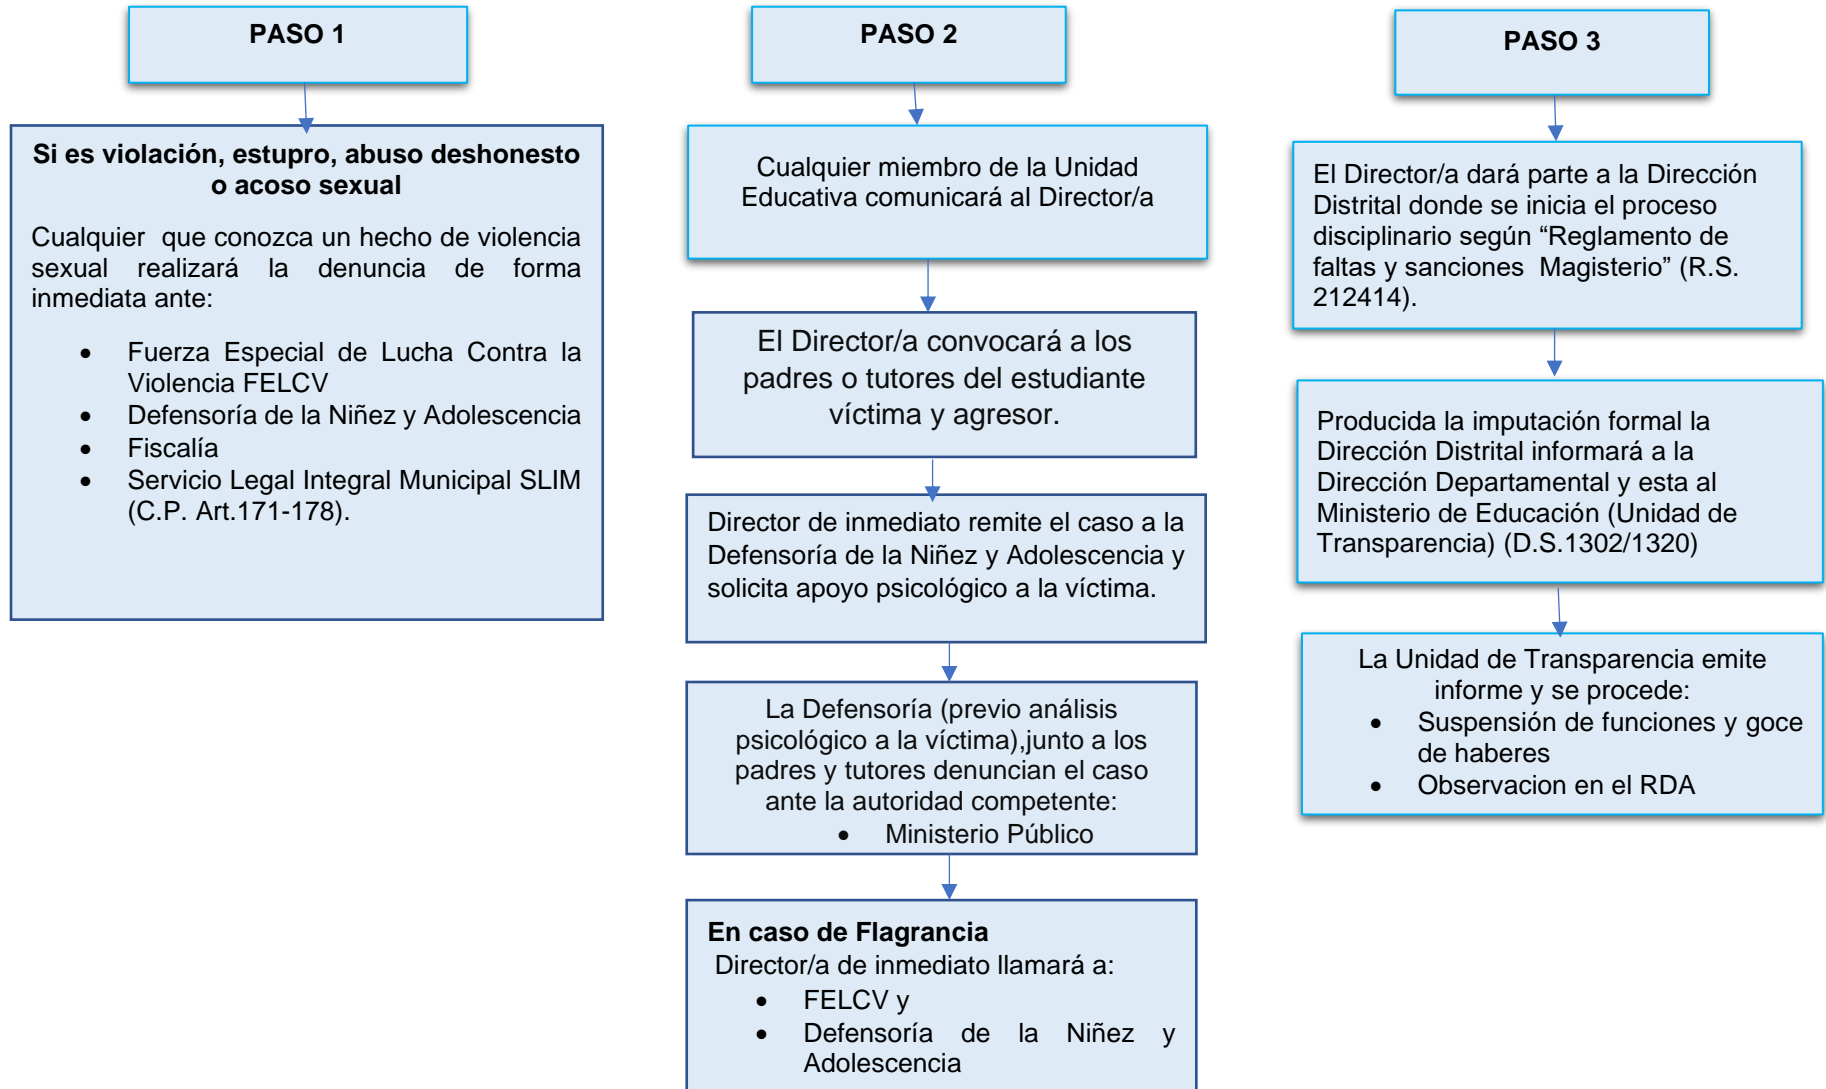 PASO 1
Si es violación, estupro, abuso deshonesto
o acoso sexual
Cualquier que conozca un hecho de violencia
sexual realizará la denuncia de forma
inmediata ante:
• Fuerza Especial de Lucha Contra la
Violencia FELCV
• Defensoría de la Niñez y Adolescencia
• Fiscalía
• Servicio Legal Integral Municipal SLIM
(C.P. Art.171-178).
PASO 2
Cualquier miembro de la Unidad
Educativa comunicará al Director/a
El Director/a convocará a los
padres o tutores del estudiante
víctima y agresor.
Director de inmediato remite el caso a la
Defensoría de la Niñez y Adolescencia y
solicita apoyo psicológico a la víctima.
La Defensoría (previo análisis
psicológico a la víctima),junto a los
padres y tutores denuncian el caso
ante la autoridad competente:
• Ministerio Público
En caso de Flagrancia
Director/a de inmediato llamará a:
• FELCV y
• Defensoría de la Niñez y
Adolescencia
PASO 3
El Director/a dará parte a la Dirección
Distrital donde se inicia el proceso
disciplinario según “Reglamento de
faltas y sanciones Magisterio” (R.S.
212414).
Producida la imputación formal la
Dirección Distrital informará a la
Dirección Departamental y esta al
Ministerio de Educación (Unidad de
Transparencia) (D.S.1302/1320)
La Unidad de Transparencia emite
informe y se procede:
• Suspensión de funciones y goce
de haberes
• Observacion en el RDA